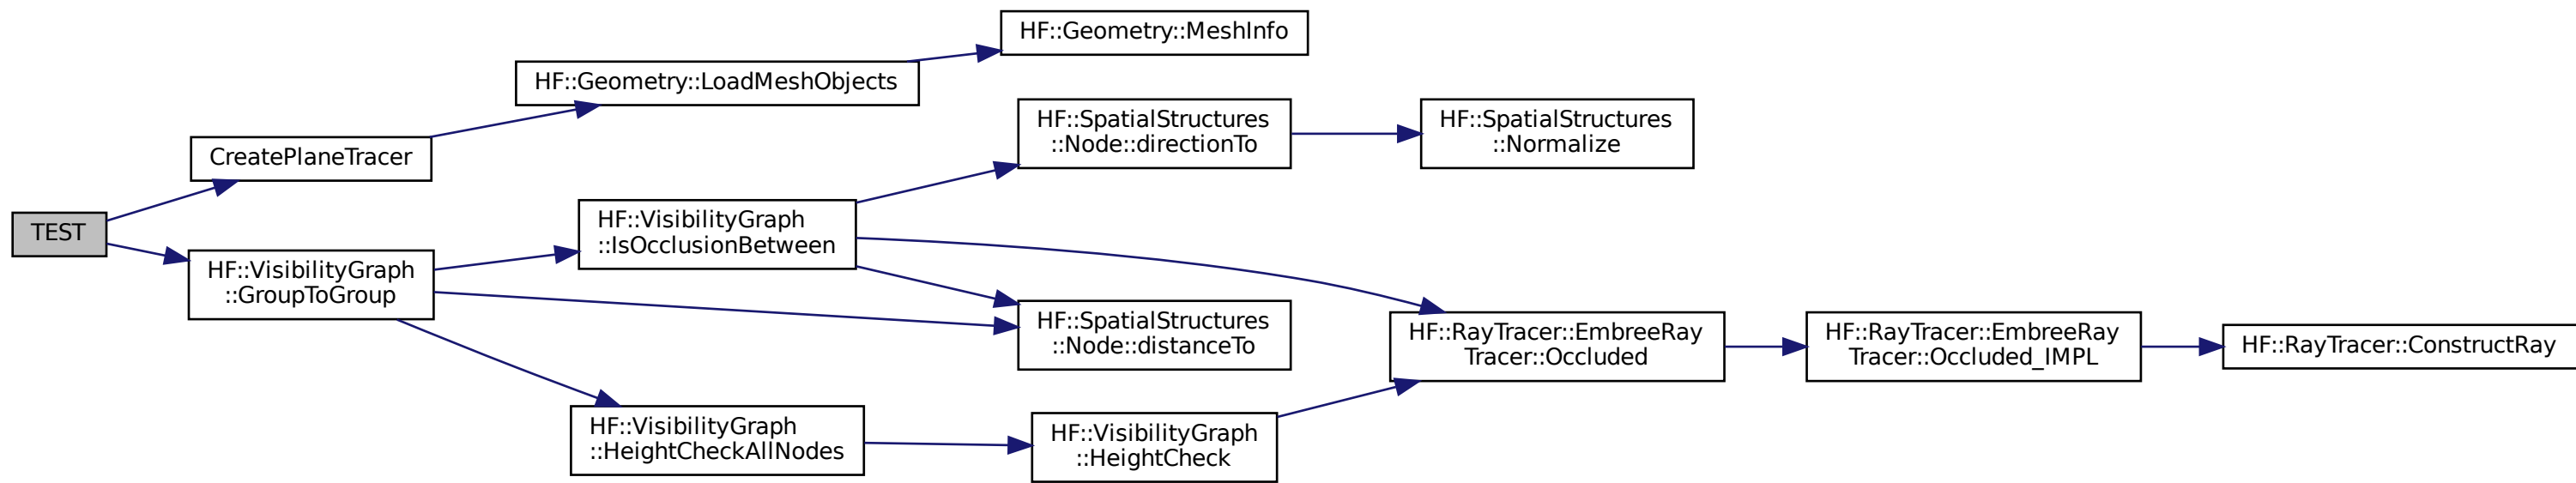 HF::Geometry::MeshInfo
HF::Geometry::LoadMeshObjects
HF::SpatialStructures
::Node::directionTo
HF::SpatialStructures
::Normalize
CreatePlaneTracer
TEST
HF::VisibilityGraph
::IsOcclusionBetween
HF::VisibilityGraph
::GroupToGroup
HF::SpatialStructures
::Node::distanceTo
HF::RayTracer::EmbreeRay
Tracer::Occluded
HF::RayTracer::EmbreeRay
Tracer::Occluded_IMPL
HF::RayTracer::ConstructRay
HF::VisibilityGraph
::HeightCheckAllNodes
HF::VisibilityGraph
::HeightCheck